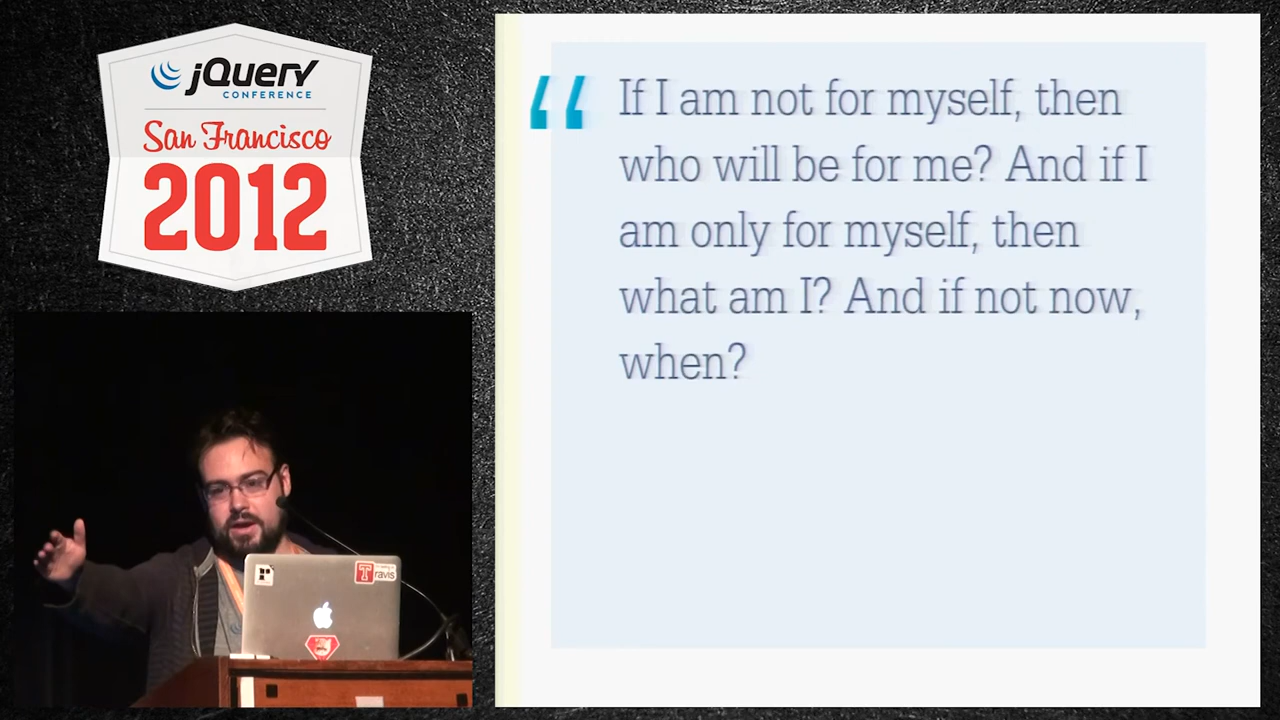 jQuery
CONFERENCE
San Francisco
2012
“
If I am not for myself, then
who will be for me? And if I
am only for myself, then
what am I? And if not now,
when?
Travis